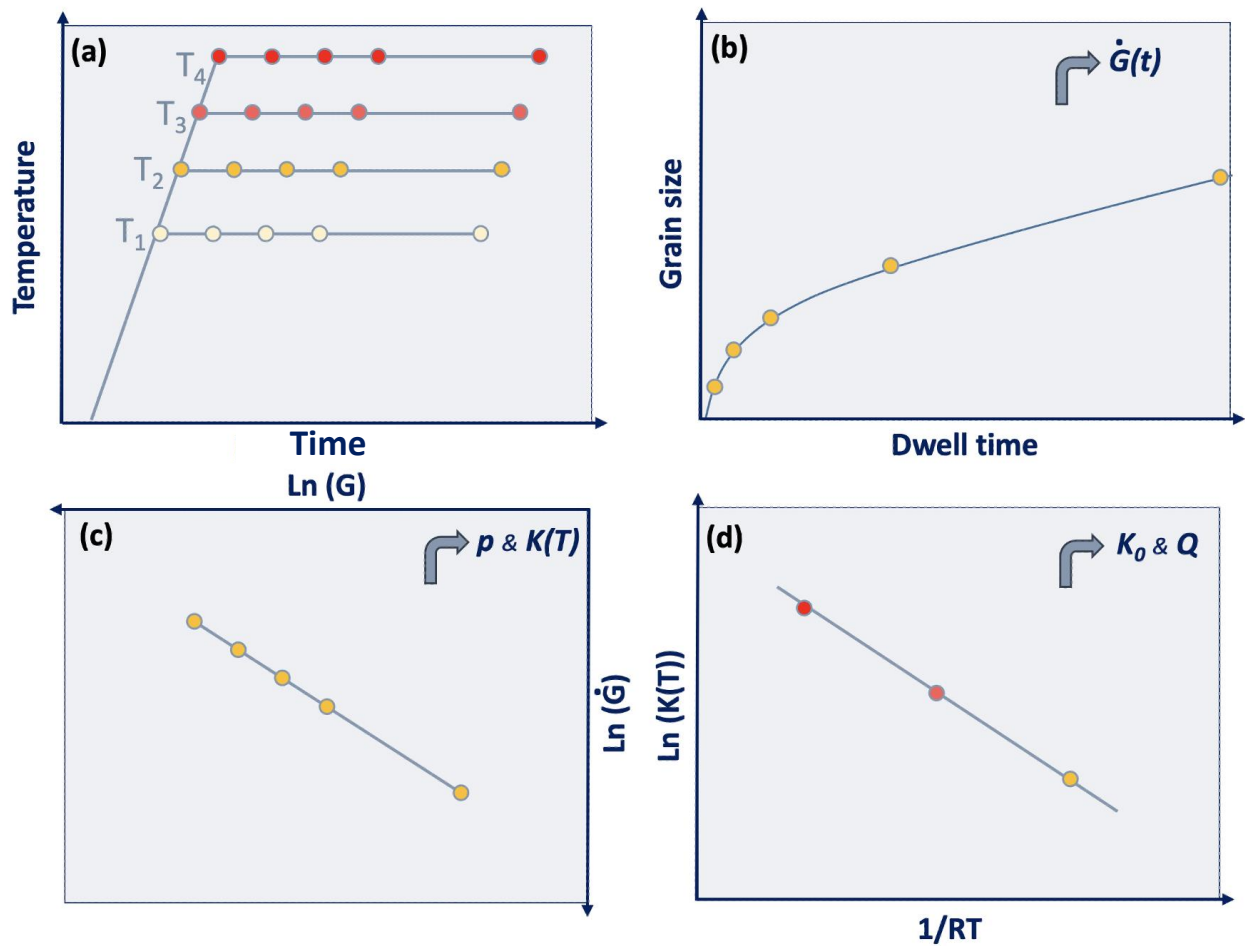 (a)
T4
T3
T2
T1
Temperature
Time
(b)
Ġ(t)
Grain size
Dwell time
Ln (G)
(c)
p & K(T)
Ln (Ġ)
(d)
K0 & Q
Ln (K(T))
1/RT